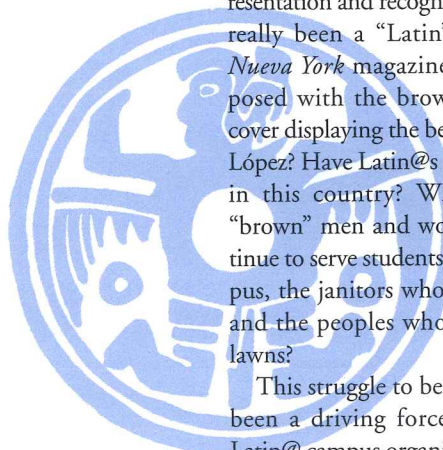 resentation and recogn
really been a “Latin”
Nueva York magazine
posed with the brow
cover displaying the be
López? Have Latin@s
in this country? W
“brown” men and wo
tinue to serve students
pus, the janitors who
and the peoples who
lawns?
This struggle to be
been a driving force
Latin@ campus organi